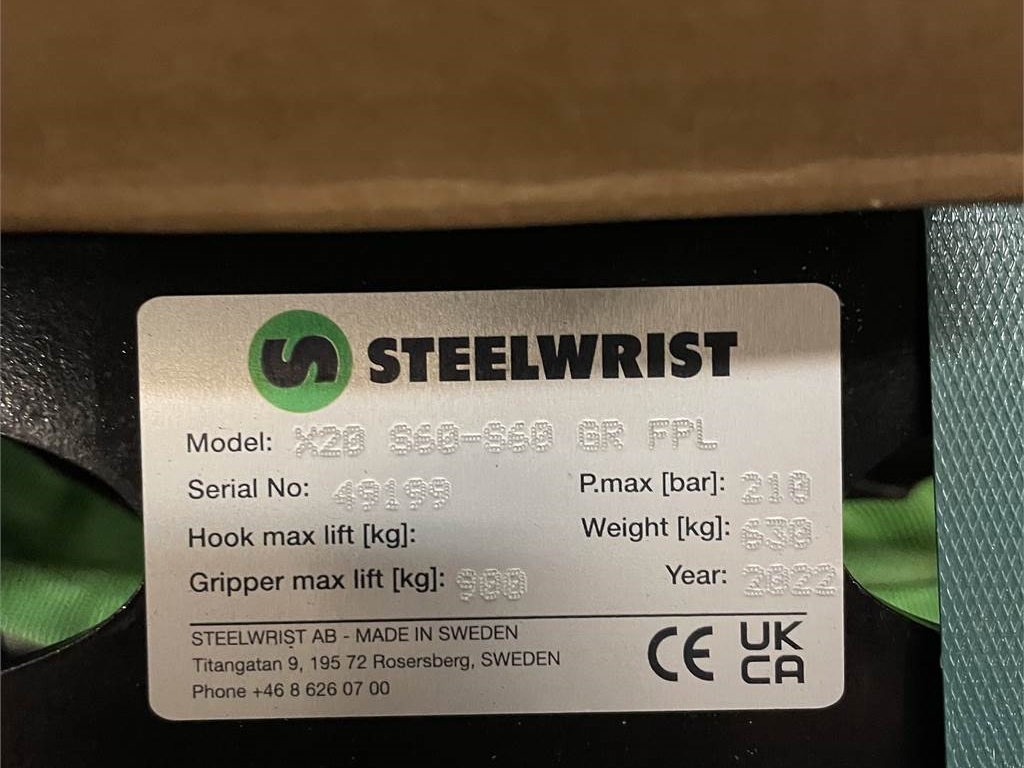 STEELWRIST
Model: X20 S60-S60 GR FPL
Serial No: 49199 P.max [bar]: 210
Hook max lift [kg]: Weight [kg]: 630
Gripper max lift [kg]: 900 Year: 2022
STEELWRIST AB - MADE IN SWEDEN
Titangatan 9, 195 72 Rosersberg, SWEDEN
Phone +46 8 626 07 00
CE UK
CA